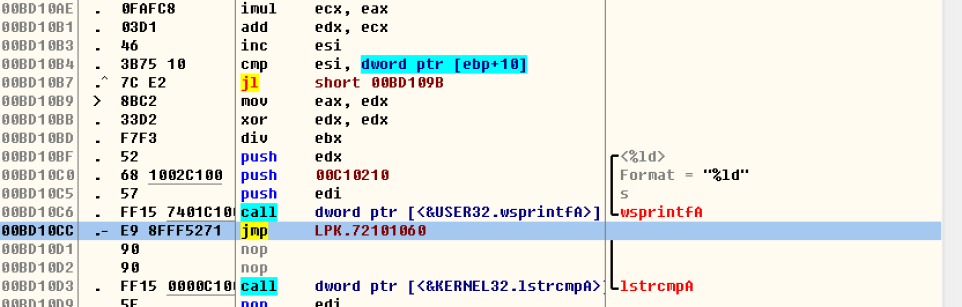 00BD10AE . 0FAFC8 imul ecx, eax
00BD10B1 . 03D1 add edx, ecx
00BD10B3 . 46 inc esi
00BD10B4 . 3B75 10 cmp esi, dword ptr [ebp+10]
00BD10B7 .^ 7C E2 jl short 00BD109B
00BD10B9 > 8BC2 mov eax, edx
00BD10BB . 33D2 xor edx, edx
00BD10BD . F7F3 div ebx
00BD10BF . 52 push edx <%ld>
00BD10C0 . 68 1002C100 push 00C10210 Format = "%ld"
00BD10C5 . 57 push edi s
00BD10C6 . FF15 7401C10 call dword ptr [<&USER32.wsprintfA>] wsprintfA
00BD10CC .- E9 8FFF5271 jmp LPK.72101060
00BD10D1 90 nop
00BD10D2 90 nop
00BD10D3 . FF15 0000C10 call dword ptr [<&KERNEL32.lstrcmpA> lstrcmpA
00BD10D9 . 5F pop edi